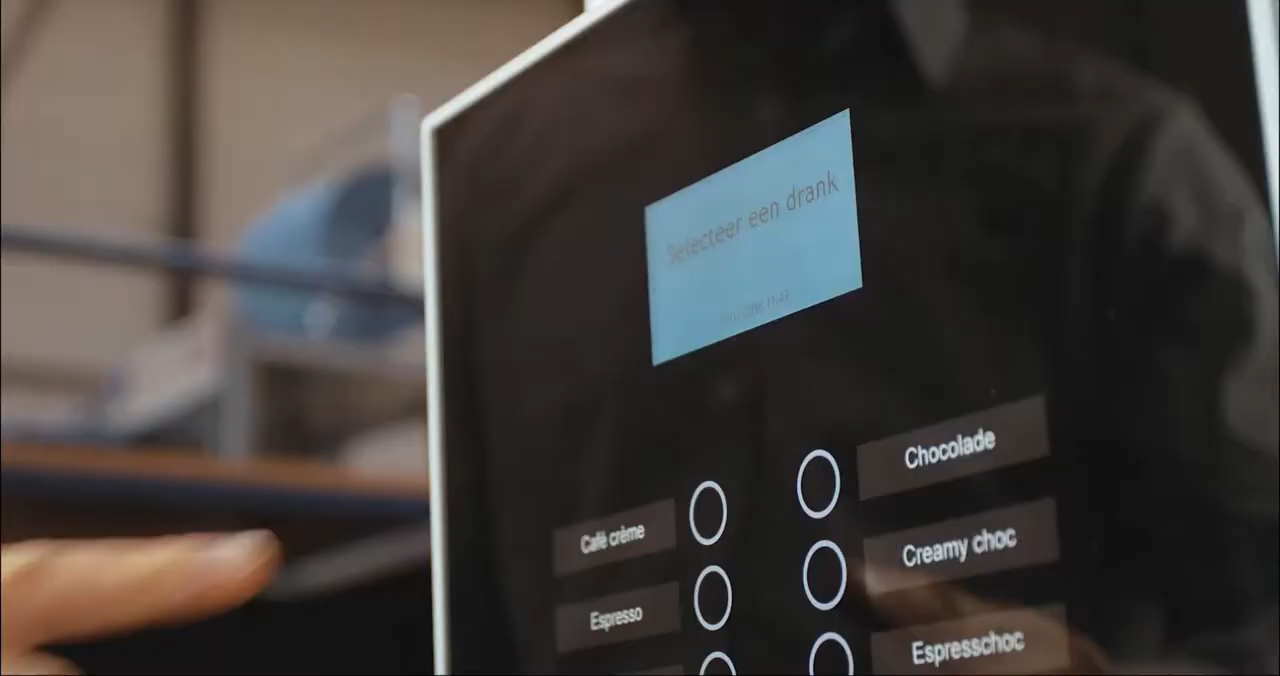 Selecteer een drank
Chocolade
Café crème
Creamy choc
Espresso
Espresschoc